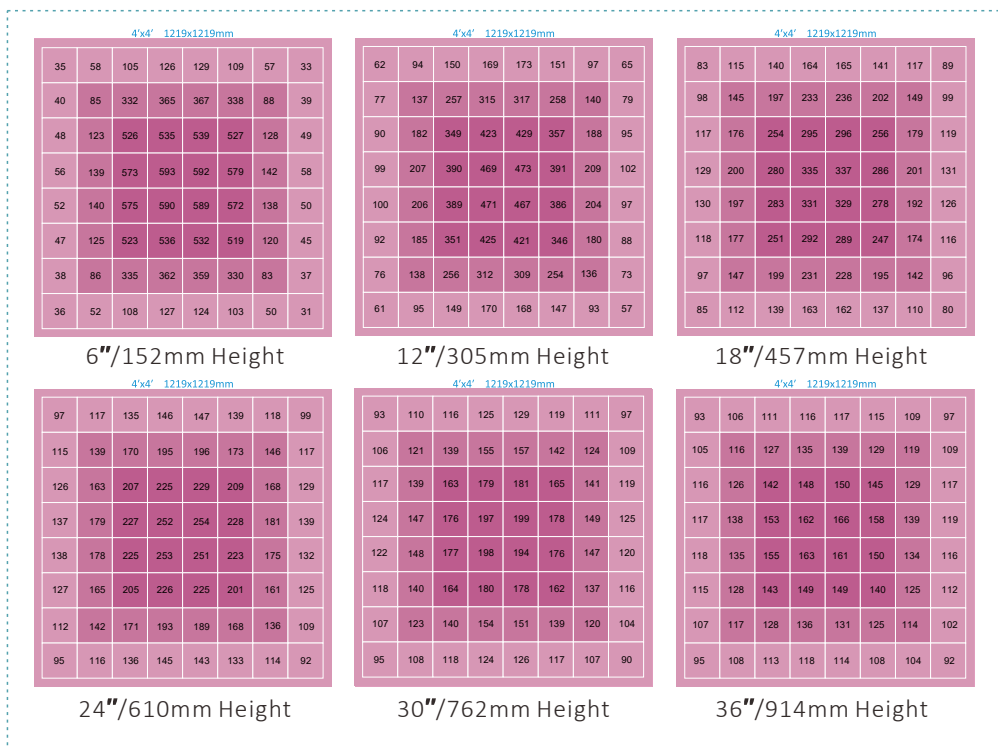 4'x4' 1219x1219mm
35 58 105 126 129 109 57 33
40 85 332 365 367 338 88 39
48 123 526 535 539 527 128 49
56 139 573 593 592 579 142 58
52 140 575 590 589 572 138 50
47 125 523 536 532 519 120 45
38 86 335 362 359 330 83 37
36 52 108 127 124 103 50 31
6"/152mm Height
4'x4' 1219x1219mm
62 94 150 169 173 151 97 65
77 137 257 315 317 258 140 79
90 182 349 423 429 357 188 95
99 207 390 469 473 391 209 102
100 206 389 471 467 386 204 97
92 185 351 425 421 346 180 88
76 138 256 312 309 254 136 73
61 95 149 170 168 147 93 57
12"/305mm Height
4'x4' 1219x1219mm
83 115 140 164 165 141 117 89
98 145 197 233 236 202 149 99
117 176 254 295 296 256 179 119
129 200 280 335 337 286 201 131
130 197 283 331 329 278 192 126
118 177 251 292 289 247 174 116
97 147 199 231 228 195 142 96
85 112 139 163 162 137 110 80
18"/457mm Height
4'x4' 1219x1219mm
97 117 135 146 147 139 118 99
115 139 170 195 196 173 146 117
126 163 207 225 229 209 168 129
137 179 227 252 254 228 181 139
138 178 225 253 251 223 175 132
127 165 205 226 225 201 161 125
112 142 171 193 189 168 136 109
95 116 136 145 143 133 114 92
24"/610mm Height
4'x4' 1219x1219mm
93 110 116 125 129 119 111 97
106 121 139 155 157 142 124 109
117 139 163 179 181 165 141 119
124 147 176 197 199 178 149 125
122 148 177 198 194 176 147 120
118 140 164 180 178 162 137 116
107 123 140 154 151 139 120 104
95 108 118 124 126 117 107 90
30"/762mm Height
4'x4' 1219x1219mm
93 106 111 116 117 115 109 97
105 116 127 135 139 129 119 109
116 126 142 148 150 145 129 117
117 138 153 162 166 158 139 119
118 135 155 163 161 150 134 116
115 128 143 149 149 140 125 112
107 117 128 136 131 125 114 102
95 108 113 118 114 108 104 92
36"/914mm Height